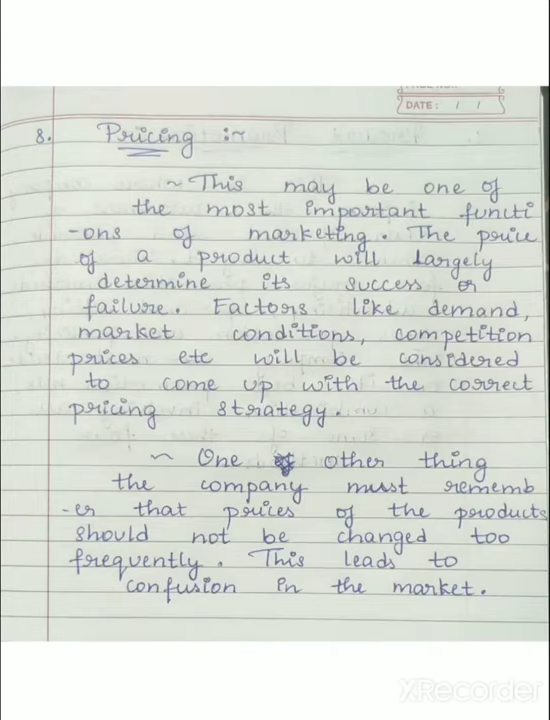 DATE: / /
8. Pricing :~
~ This may be one of
the most important functi
-ons of marketing. The price
of a product will largely
determine its success or
failure. Factors like demand,
market conditions, competition
prices etc will be considered
to come up with the correct
pricing strategy.
~ One other thing
the company must rememb
-er that prices of the products
should not be changed too
frequently. This leads to
confusion in the market.
XRecorder